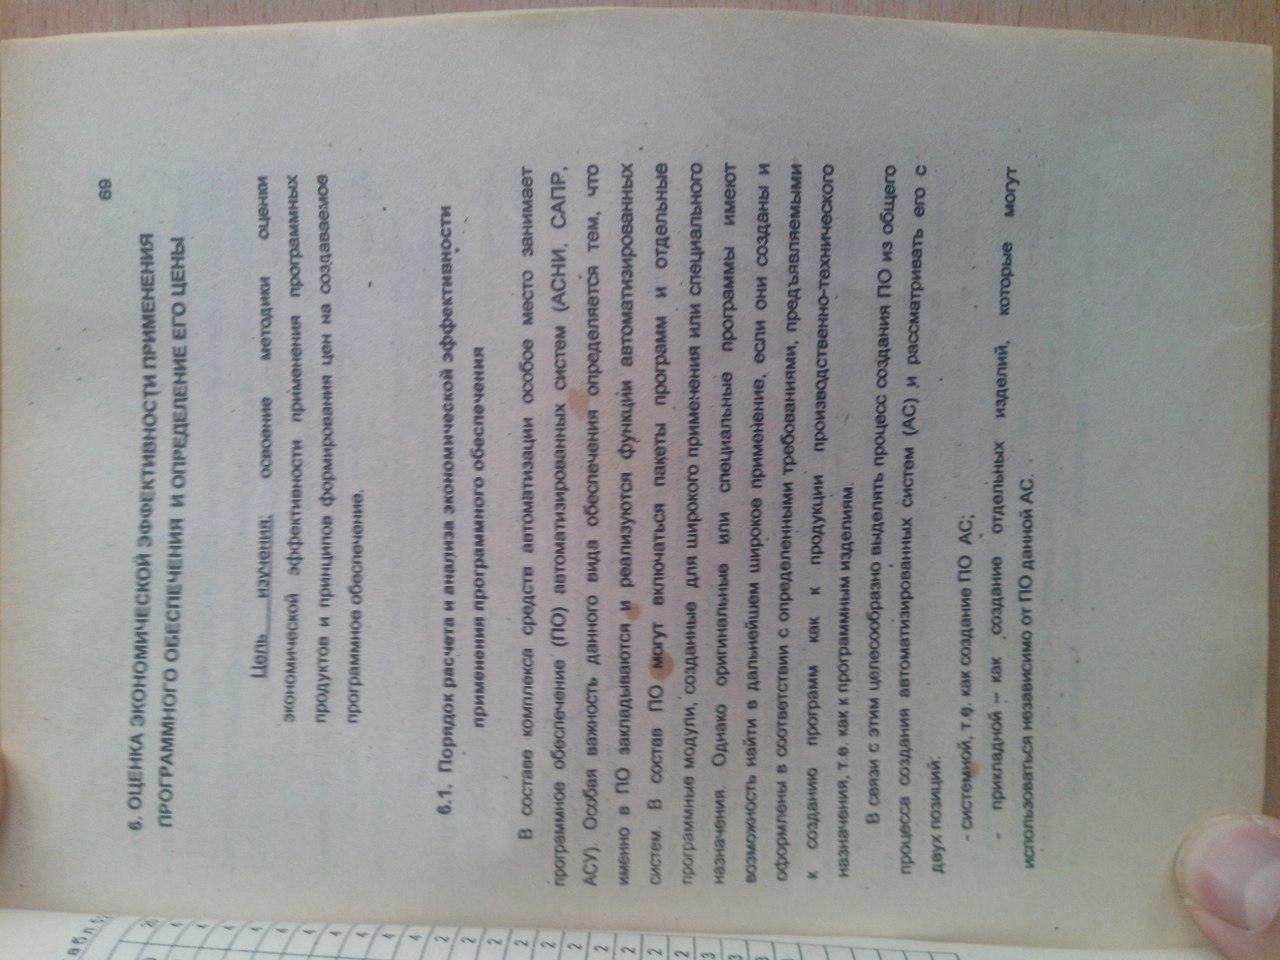 69
6. ОЦЕНКА ЭКОНОМИЧЕСКОЙ ЭФФЕКТИВНОСТИ ПРИМЕНЕНИЯ
ПРОГРАММНОГО ОБЕСПЕЧЕНИЯ И ОПРЕДЕЛЕНИЕ ЕГО ЦЕНЫ
Цель изучения: освоение методики оценки
экономической эффективности применения программных
продуктов и принципов формирования цен на создаваемое
программное обеспечение.
6.1. Порядок расчета и анализа экономической эффективности
применения программного обеспечения
В составе комплекса средств автоматизации особое место занимает
программное обеспечение (ПО) автоматизированных систем (АСНИ, САПР,
АСУ). Особая важность данного вида обеспечения определяется тем, что
именно в ПО закладываются и реализуются функции автоматизированных
систем. В состав ПО могут включаться пакеты программ и отдельные
программные модули, созданные для широкого применения или специального
назначения. Однако оригинальные или специальные программы имеют
возможность найти в дальнейшем широкое применение, если они созданы и
оформлены в соответствии с определенными требованиями, предъявляемыми
к созданию программ как к продукции производственно-технического
назначения, т.е. как к программным изделиям.
В связи с этим целесообразно выделять процесс создания ПО из общего
процесса создания автоматизированных систем (АС) и рассматривать его с
двух позиций:
- системной, т.е. как создание ПО АС;
- прикладной – как создание отдельных изделий, которые могут
использоваться независимо от ПО данной АС.